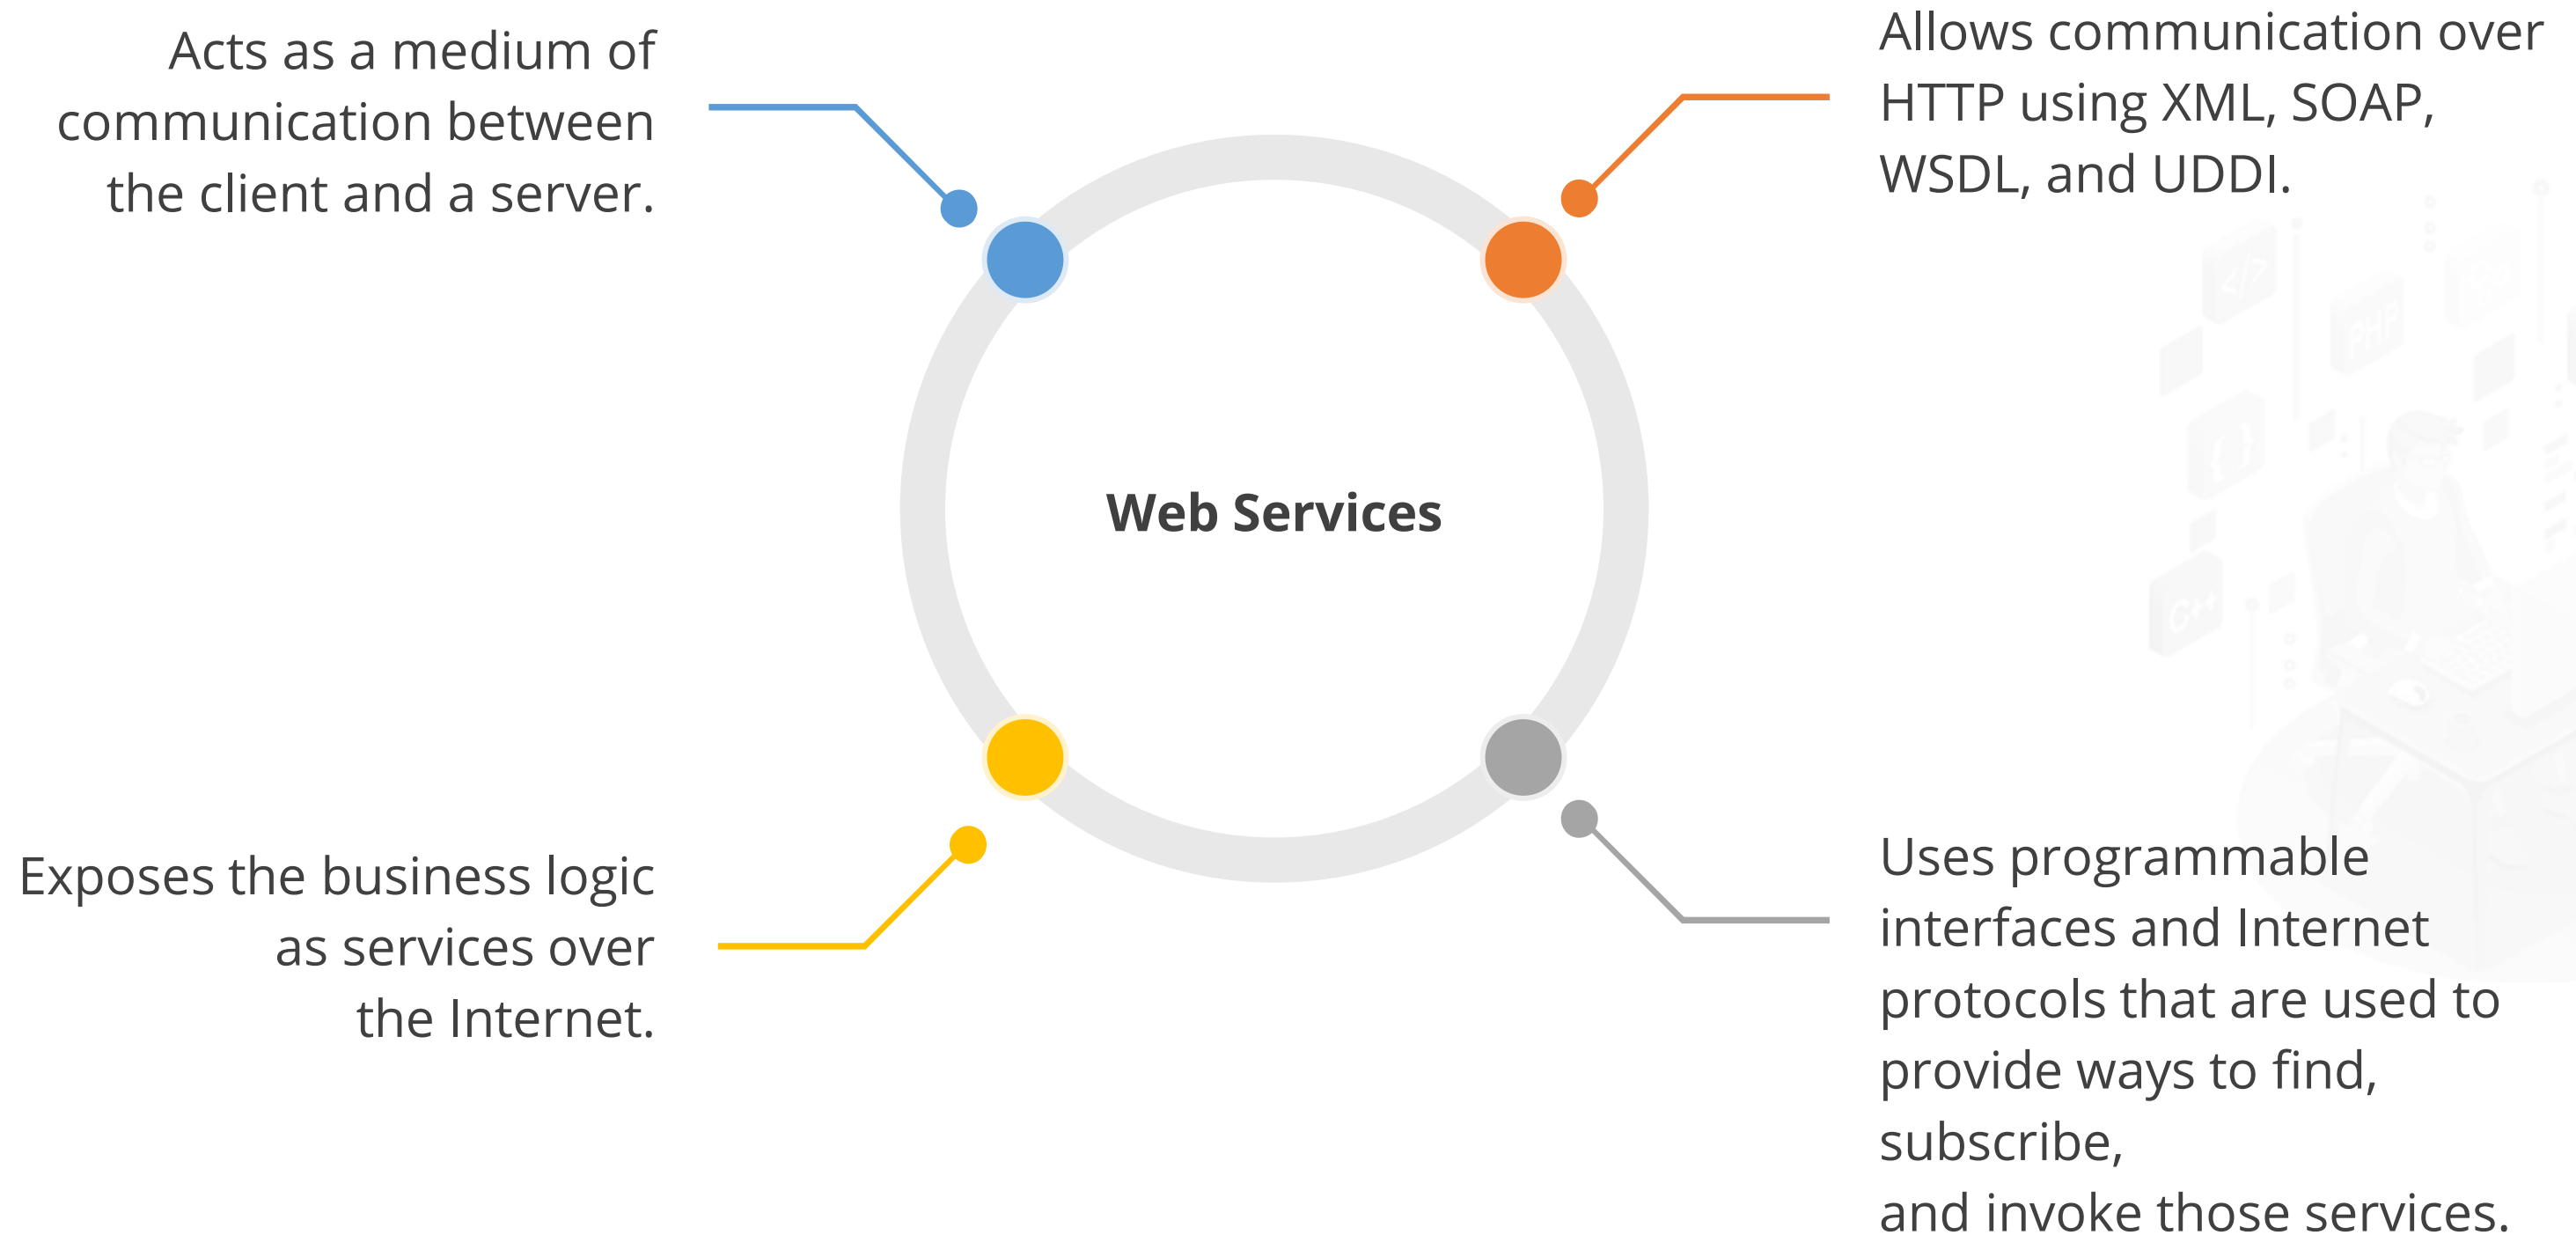 Acts as a medium of
communication between
the client and a server.
Allows communication over
HTTP using XML, SOAP,
WSDL, and UDDI.
</>
PHP
{ }
C++
Web Services
Exposes the business logic
as services over
the Internet.
Uses programmable
interfaces and Internet
protocols that are used to
provide ways to find,
subscribe,
and invoke those services.